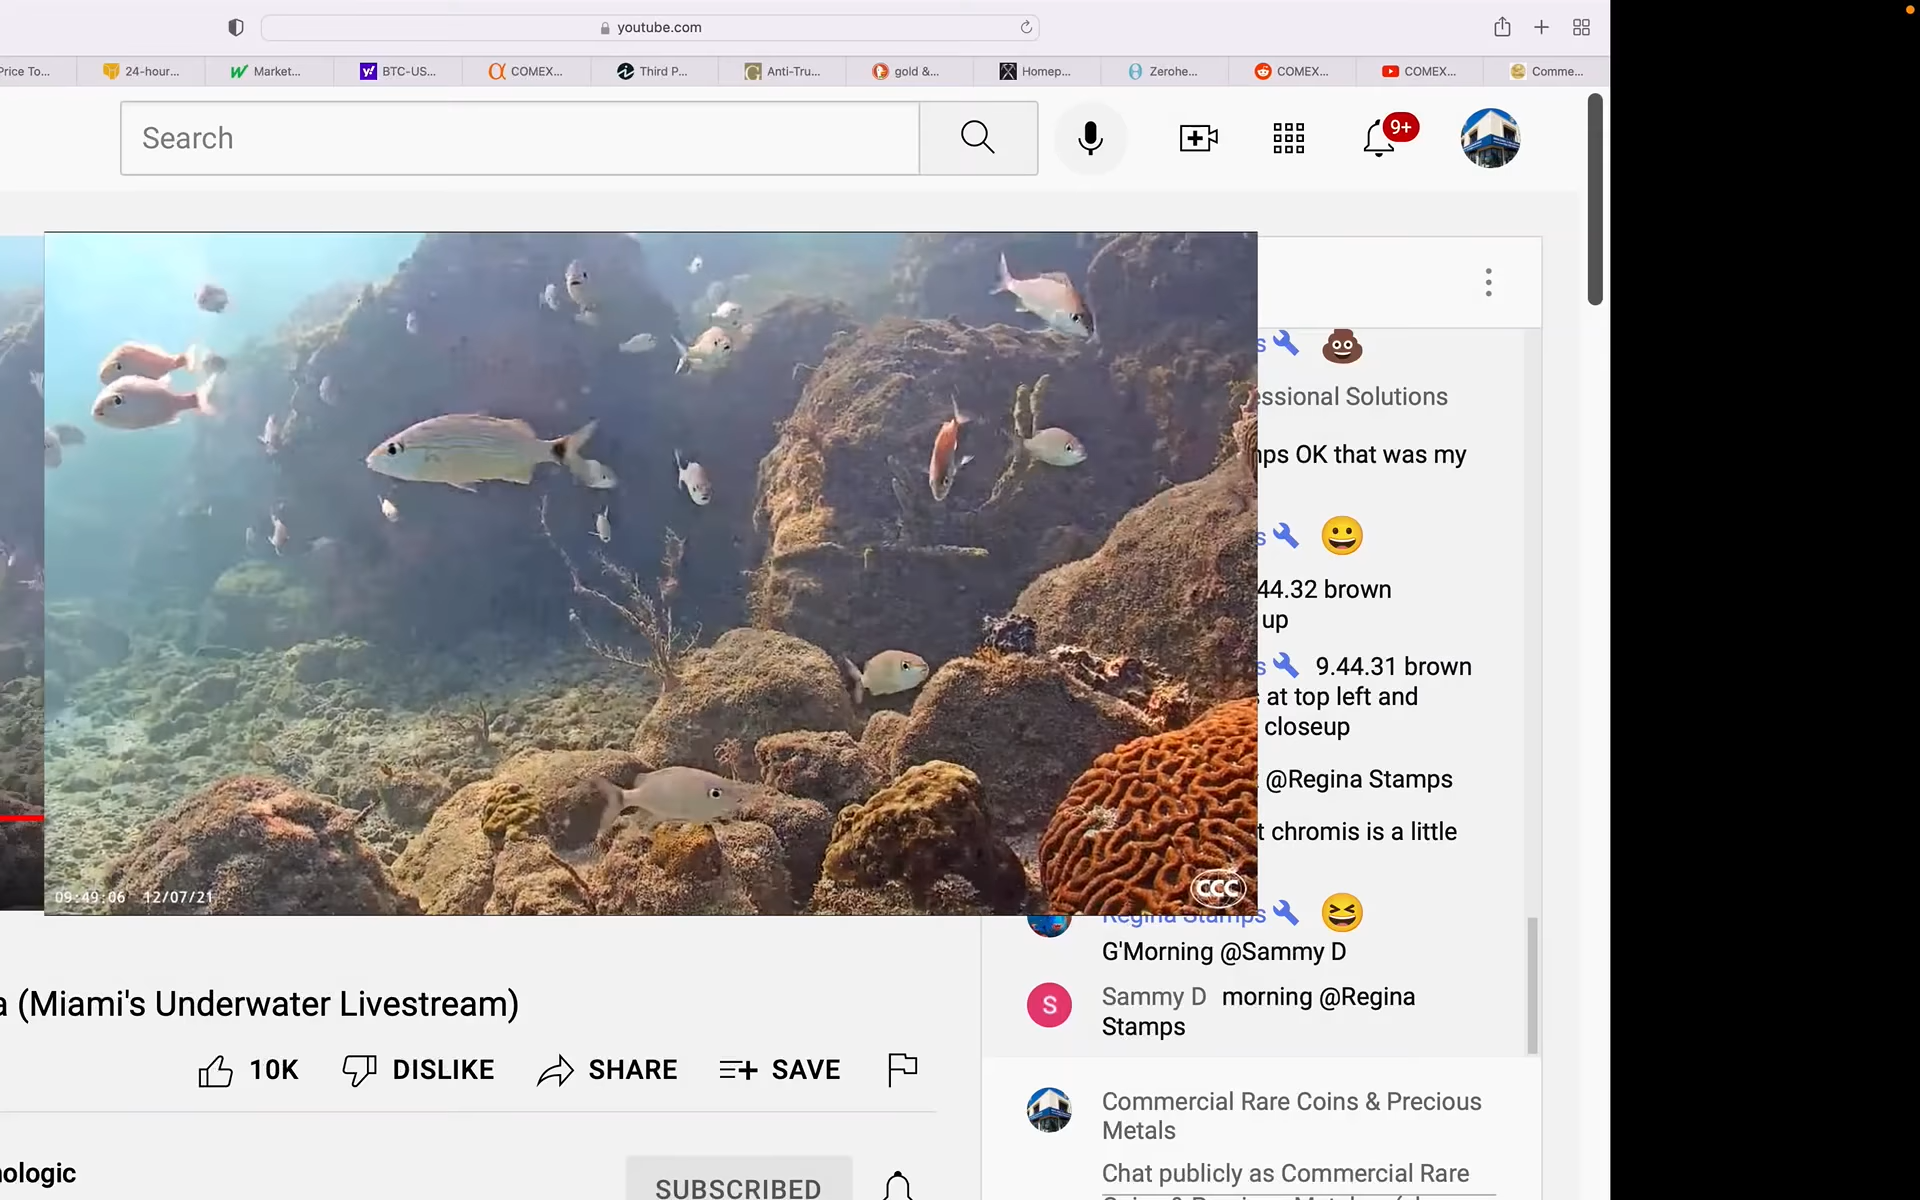 youtube.com
Price To...
24-hour...
Market...
BTC-US...
COMEX...
Third P...
Anti-Tru...
gold &...
Homep...
Zerohe...
COMEX...
COMEX...
Comme...
Search
9+
essional Solutions
mps OK that was my
44.32 brown
up
s 9.44.31 brown
s at top left and
closeup
@Regina Stamps
t chromis is a little
09:49:06 12/07/21
CCC
Regina Stamps
G'Morning @Sammy D
S
Sammy D morning @Regina
Stamps
a (Miami's Underwater Livestream)
10K
DISLIKE
SHARE
SAVE
Commercial Rare Coins & Precious
Metals
Chat publicly as Commercial Rare
ologic
SUBSCRIBED